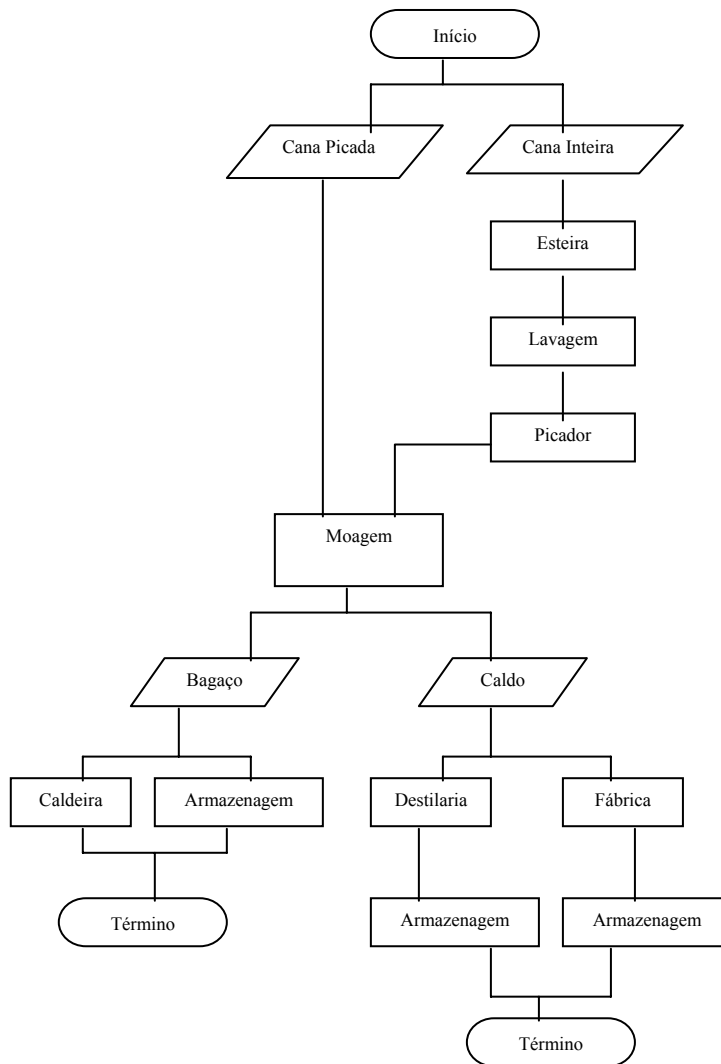 Início
Cana Picada
Cana Inteira
Esteira
Lavagem
Picador
Moagem
Bagaço
Caldo
Caldeira
Armazenagem
Destilaria
Fábrica
Término
Armazenagem
Armazenagem
Término